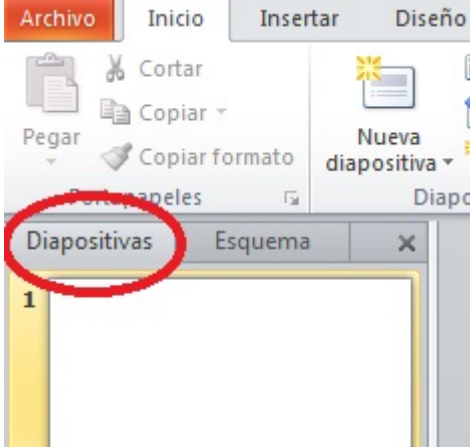 Archivo Inicio Insertar Diseño
Cortar
Copiar
Pegar
Copiar formato
Nueva
diapositiva
Portapapeles
Diapositivas Esquema
1